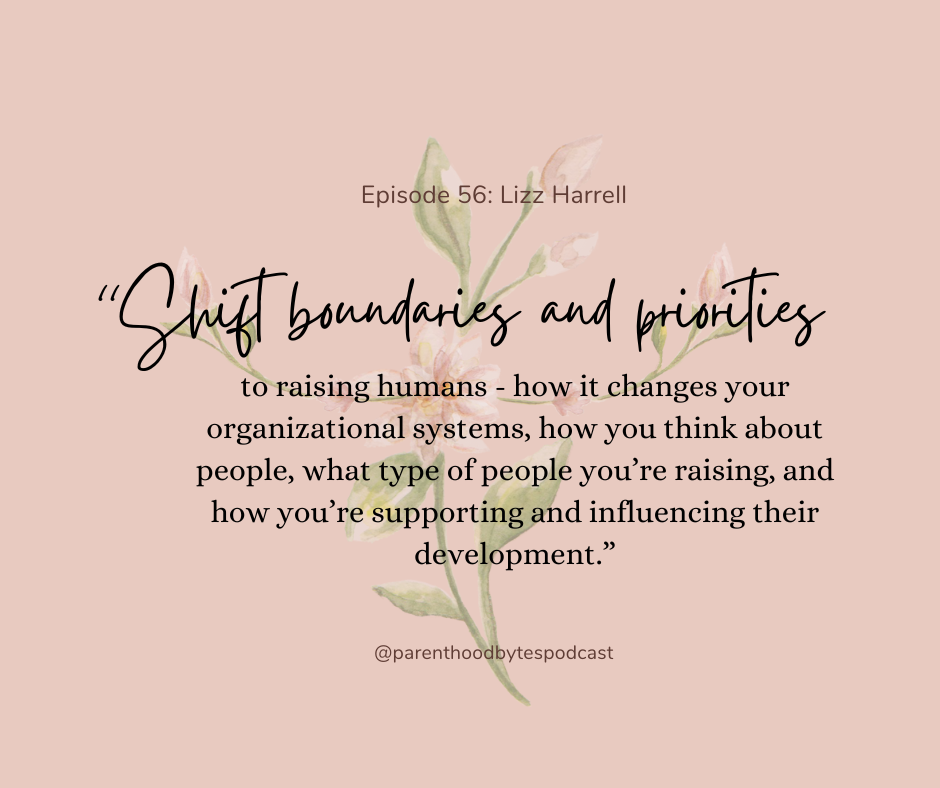 Episode 56: Lizz Harrell
“Shift boundaries and priorities
to raising humans - how it changes your
organizational systems, how you think about
people, what type of people you’re raising, and
how you’re supporting and influencing their
development.”
@parenthoodbytespodcast